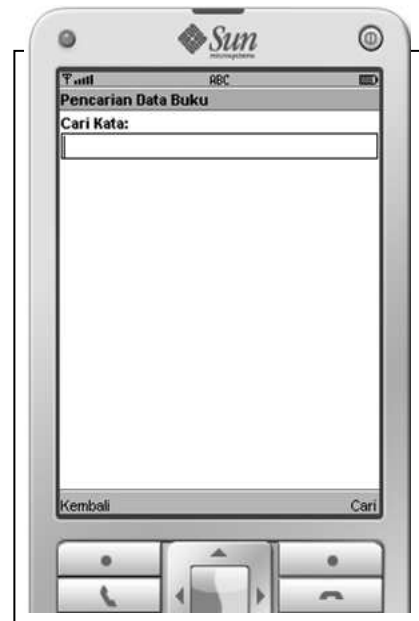 Sun
microsystems
ABC
Pencarian Data Buku
Cari Kata:
Kembali Cari